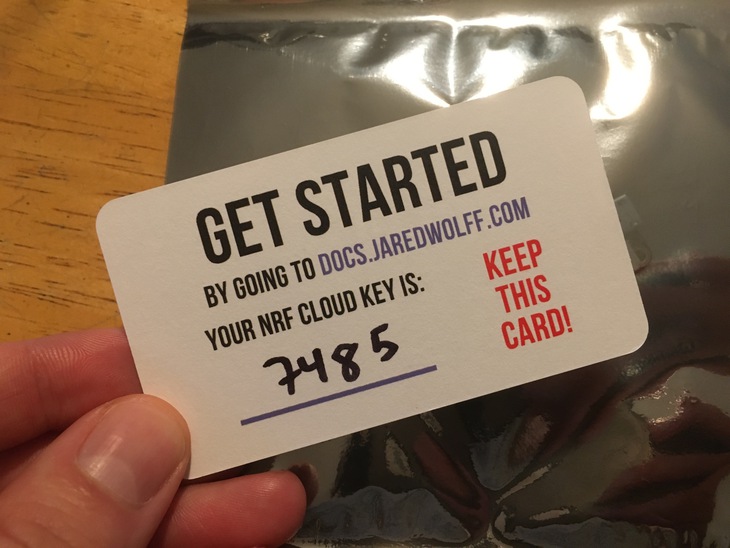 GET STARTED
BY GOING TO DOCS.JAREDWOLFF.COM
YOUR NRF CLOUD KEY IS:
7485
KEEP
THIS
CARD!